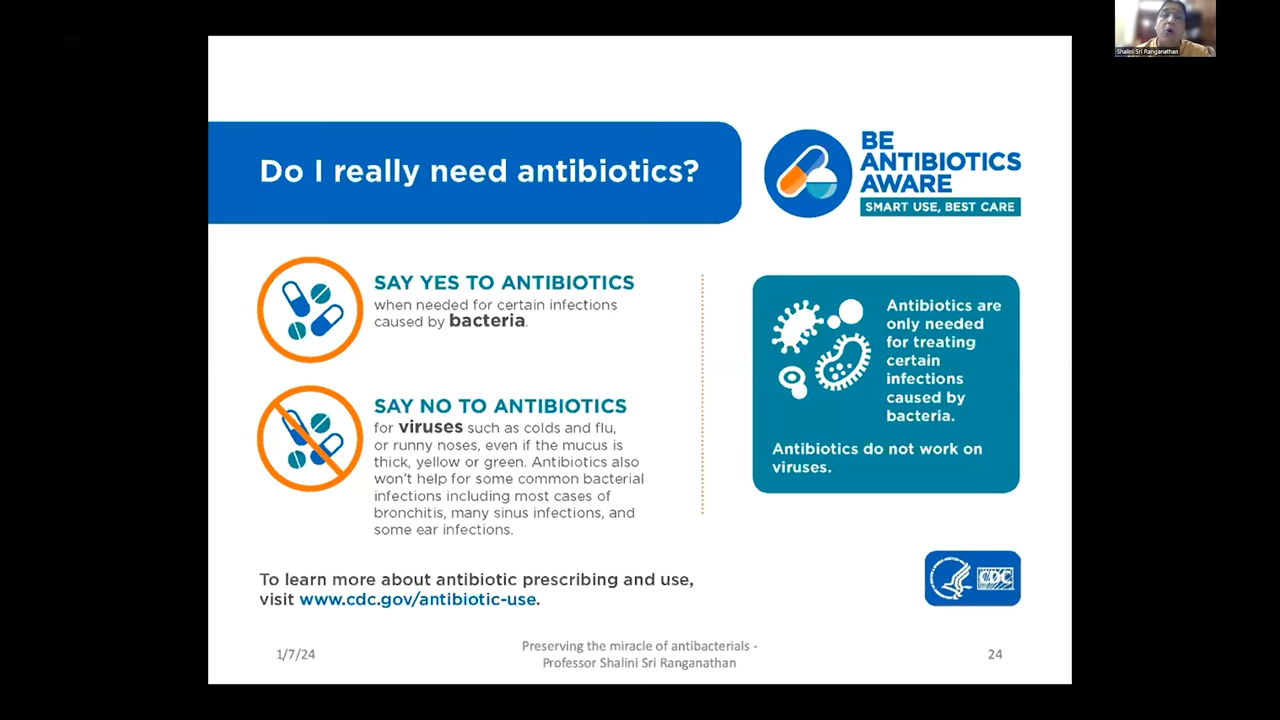 Shalini Sri Ranganathan
Do I really need antibiotics?
BE
ANTIBIOTICS
AWARE
SMART USE, BEST CARE
SAY YES TO ANTIBIOTICS
when needed for certain infections
caused by bacteria.
SAY NO TO ANTIBIOTICS
for viruses such as colds and flu,
or runny noses, even if the mucus is
thick, yellow or green. Antibiotics also
won't help for some common bacterial
infections including most cases of
bronchitis, many sinus infections, and
some ear infections.
Antibiotics are
only needed
for treating
certain
infections
caused by
bacteria.
Antibiotics do not work on
viruses.
To learn more about antibiotic prescribing and use,
visit www.cdc.gov/antibiotic-use.
CDC
1/7/24
Preserving the miracle of antibacterials -
Professor Shalini Sri Ranganathan
24